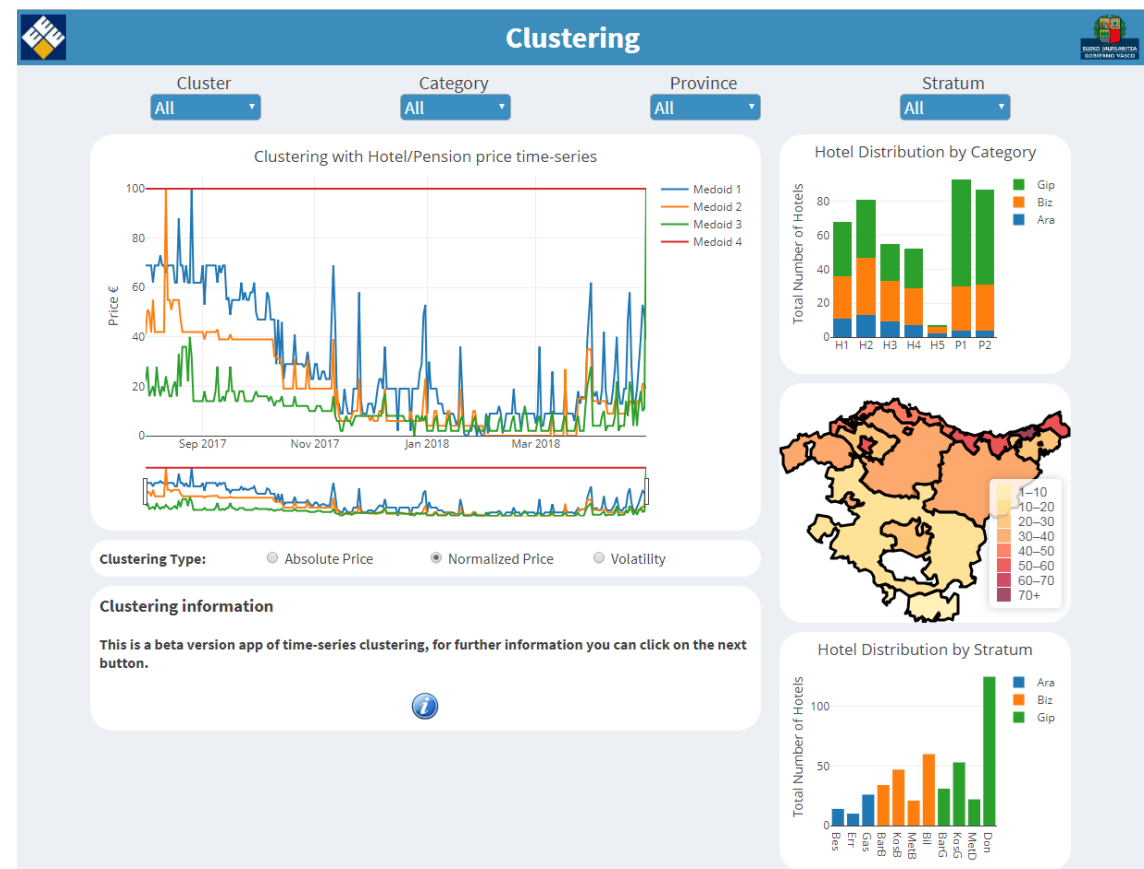 Clustering
EUSKO JAURLARITZA
GOBIERNO VASCO
Cluster
Category
Province
Stratum
All
All
All
All
Clustering with Hotel/Pension price time-series
Price €
100
80
60
40
20
0
Sep 2017
Nov 2017
Jan 2018
Mar 2018
Medoid 1
Medoid 2
Medoid 3
Medoid 4
Clustering Type:
Absolute Price
Normalized Price
Volatility
Clustering information
This is a beta version app of time-series clustering, for further information you can click on the next
button.
i
Hotel Distribution by Category
Total Number of Hotels
80
60
40
20
0
H1 H2 H3 H4 H5 P1 P2
Gip
Biz
Ara
1–10
10–20
20–30
30–40
40–50
50–60
60–70
70+
Hotel Distribution by Stratum
Total Number of Hotels
100
50
0
Bes
Err
Gas
BarB
KosB
MetB
Bil
BarG
KosG
MetD
Don
Ara
Biz
Gip